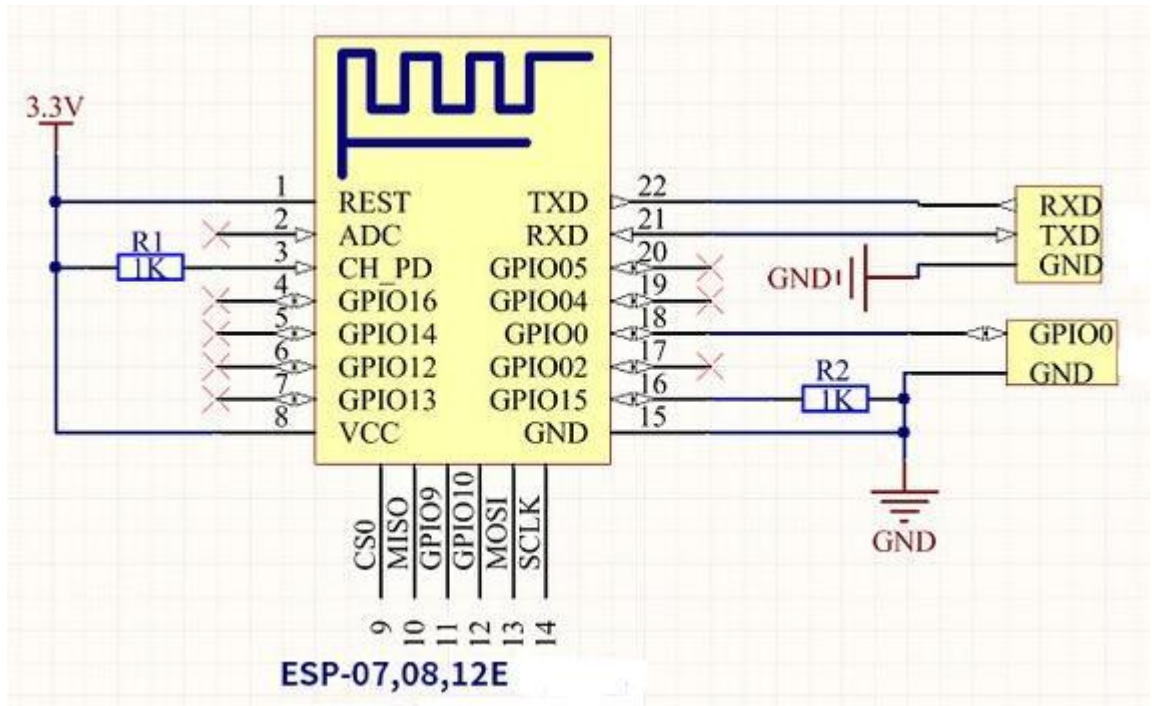 3.3V
1 REST TXD 22 RXD
2 ADC RXD 21 TXD
R1 1K 3 CH_PD GPIO05 20 GND GND
4 GPIO16 GPIO04 19
5 GPIO14 GPIO0 18 GPIO0
6 GPIO12 GPIO02 17 GND
7 GPIO13 GPIO15 16 R2 1K
8 VCC GND 15
GND
CS0 MISO GPIO9 GPIO10 MOSI SCLK
9 10 11 12 13 14
ESP-07,08,12E